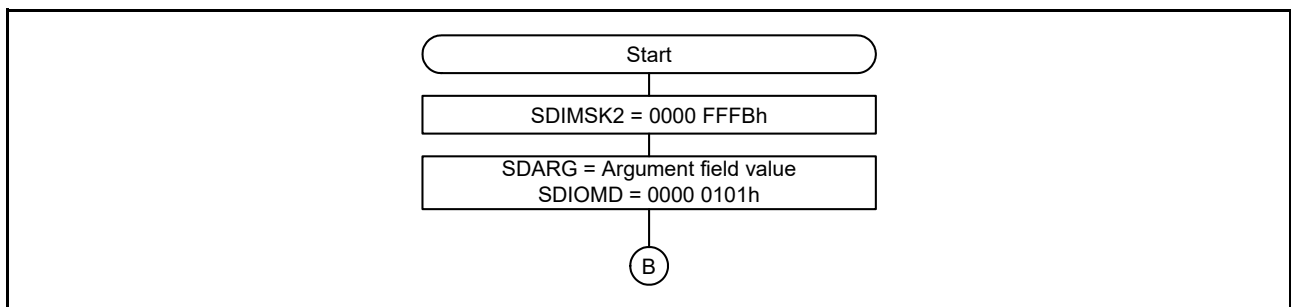 Start
SDIMSK2 = 0000 FFFBh
SDARG = Argument field value
SDIOMD = 0000 0101h
B